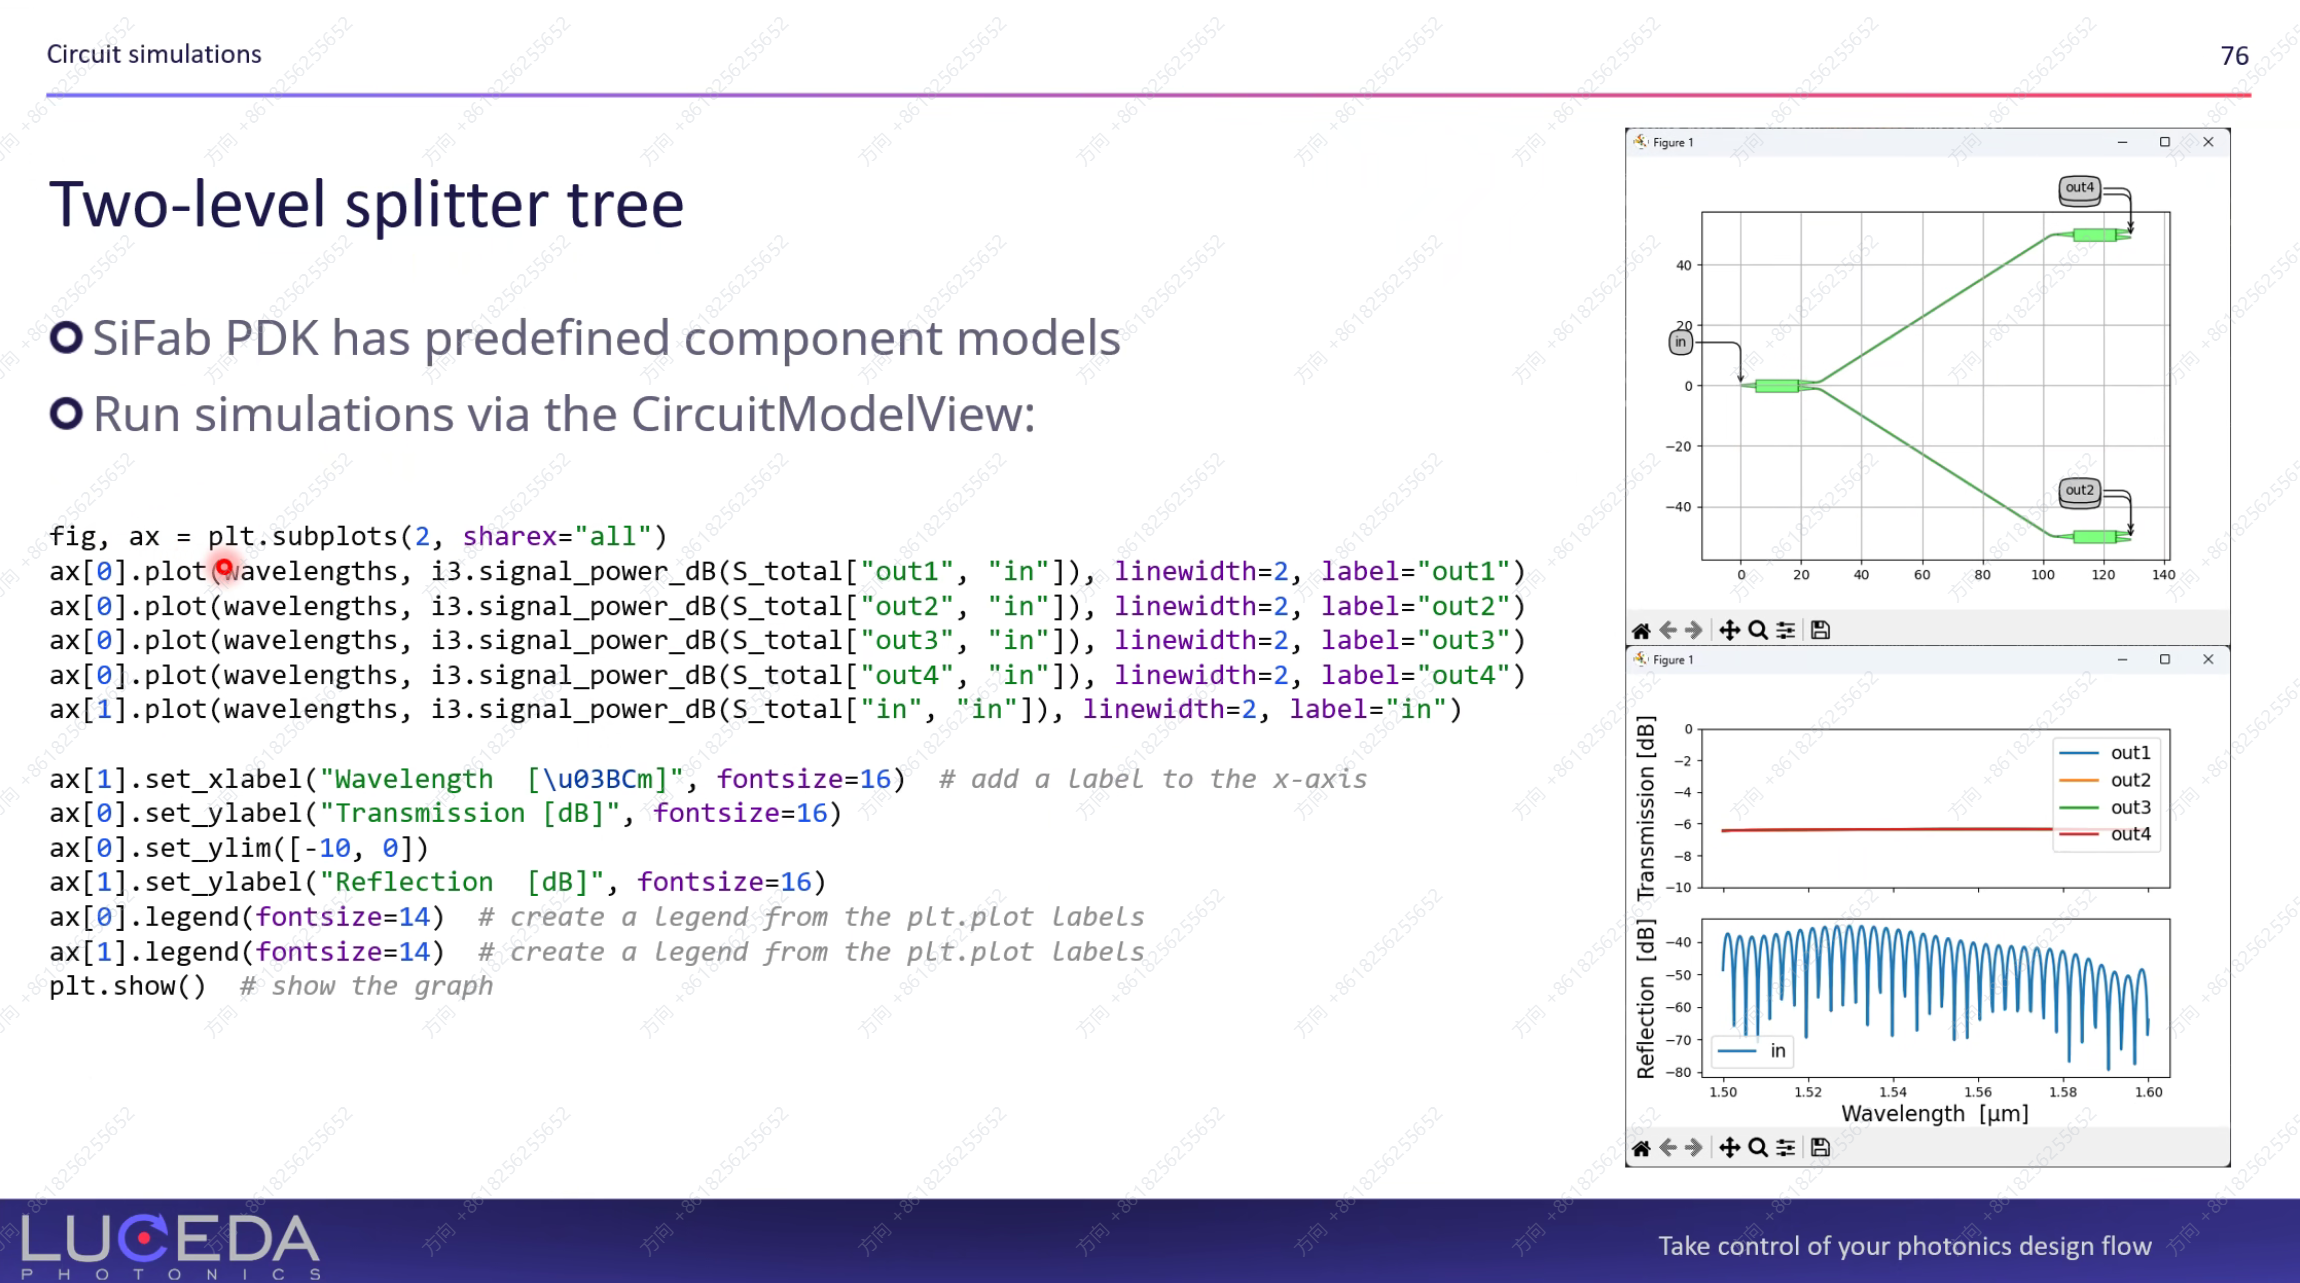 Circuit simulations
76
Two-level splitter tree
SiFab PDK has predefined component models
Run simulations via the CircuitModelView:
fig, ax = plt.subplots(2, sharex="all")
ax[0].plot(wavelengths, i3.signal_power_dB(S_total["out1", "in"]), linewidth=2, label="out1")
ax[0].plot(wavelengths, i3.signal_power_dB(S_total["out2", "in"]), linewidth=2, label="out2")
ax[0].plot(wavelengths, i3.signal_power_dB(S_total["out3", "in"]), linewidth=2, label="out3")
ax[0].plot(wavelengths, i3.signal_power_dB(S_total["out4", "in"]), linewidth=2, label="out4")
ax[1].plot(wavelengths, i3.signal_power_dB(S_total["in", "in"]), linewidth=2, label="in")
ax[1].set_xlabel("Wavelength  [\u03BCm]", fontsize=16)  # add a label to the x-axis
ax[0].set_ylabel("Transmission [dB]", fontsize=16)
ax[0].set_ylim([-10, 0])
ax[1].set_ylabel("Reflection  [dB]", fontsize=16)
ax[0].legend(fontsize=14)  # create a legend from the plt.plot labels
ax[1].legend(fontsize=14)  # create a legend from the plt.plot labels
plt.show()  # show the graph
Figure 1
out4
40
20
in
0
−20
out2
−40
0 20 40 60 80 100 120 140
Figure 1
Transmission [dB]
0
−2
−4
−6
−8
−10
out1
out2
out3
out4
Reflection [dB]
−40
−50
−60
−70
−80
in
1.50 1.52 1.54 1.56 1.58 1.60
Wavelength [μm]
LUCEDA
PHOTONICS
Take control of your photonics design flow
方向 +8618256255652